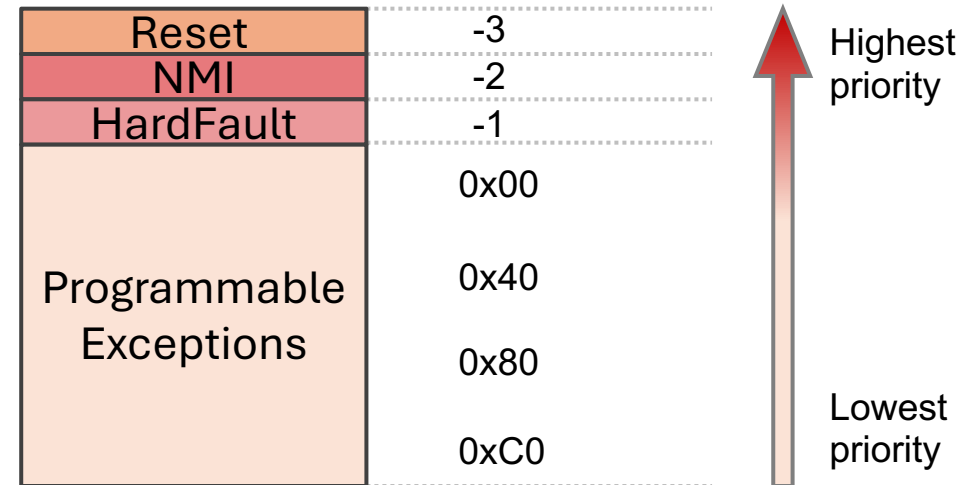 Reset
-3
NMI
-2
HardFault
-1
Programmable
Exceptions
0x00
0x40
0x80
0xC0
Highest
priority
Lowest
priority